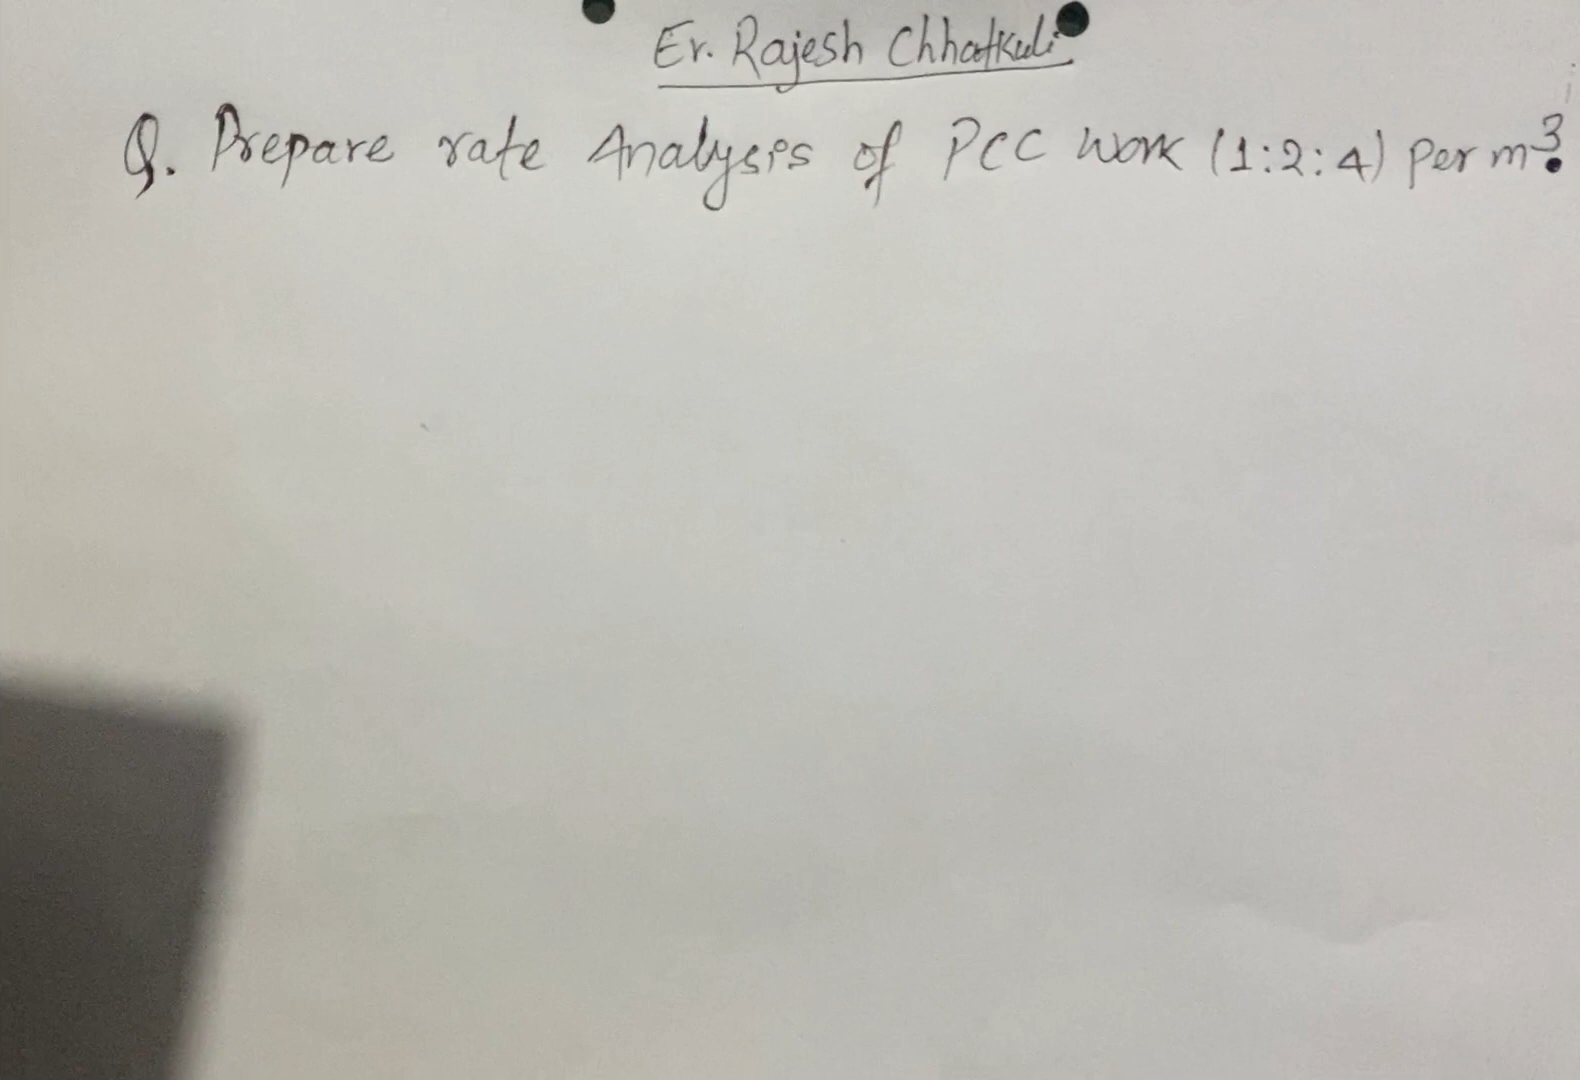 Er. Rajesh Chhatkuli
Q. Prepare rate Analysis of PCC Work (1:2:4) Per m³.